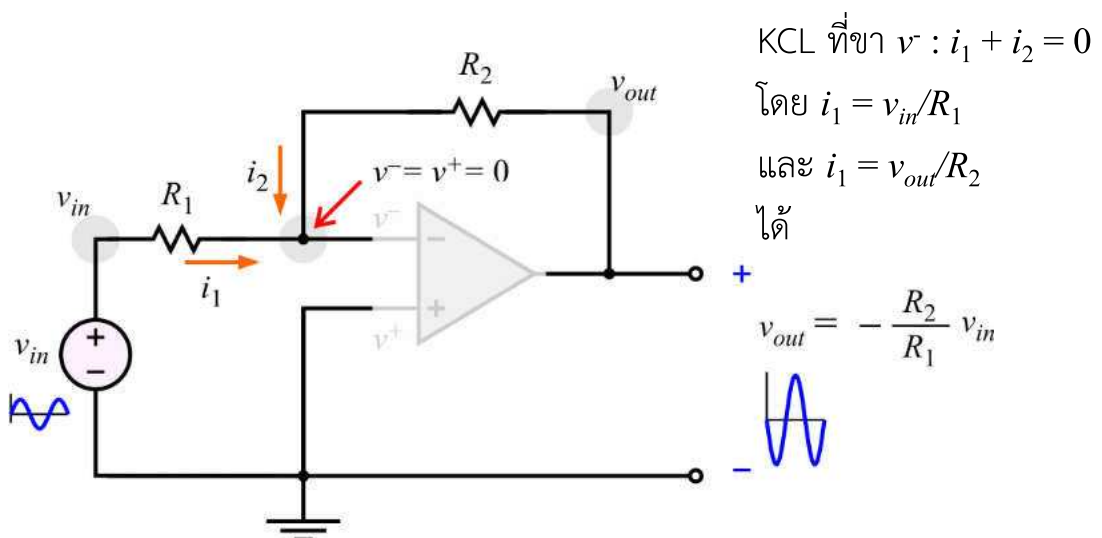 KCL ที่ขา v⁻ : i₁ + i₂ = 0
โดย i₁ = vᵢₙ/R₁
และ i₁ = vₒᵤₜ/R₂
ได้
vₒᵤₜ = − R₂/R₁ vᵢₙ
R₂
vₒᵤₜ
i₂
v⁻ = v⁺ = 0
vᵢₙ
R₁
v⁻
−
i₁
+
v⁺
+
vᵢₙ
+
−
−